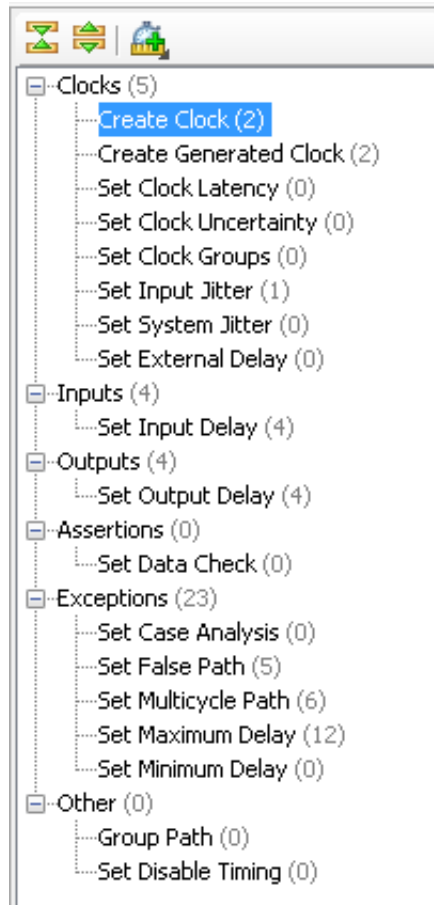 Clocks (5)
Create Clock (2)
Create Generated Clock (2)
Set Clock Latency (0)
Set Clock Uncertainty (0)
Set Clock Groups (0)
Set Input Jitter (1)
Set System Jitter (0)
Set External Delay (0)
Inputs (4)
Set Input Delay (4)
Outputs (4)
Set Output Delay (4)
Assertions (0)
Set Data Check (0)
Exceptions (23)
Set Case Analysis (0)
Set False Path (5)
Set Multicycle Path (6)
Set Maximum Delay (12)
Set Minimum Delay (0)
Other (0)
Group Path (0)
Set Disable Timing (0)